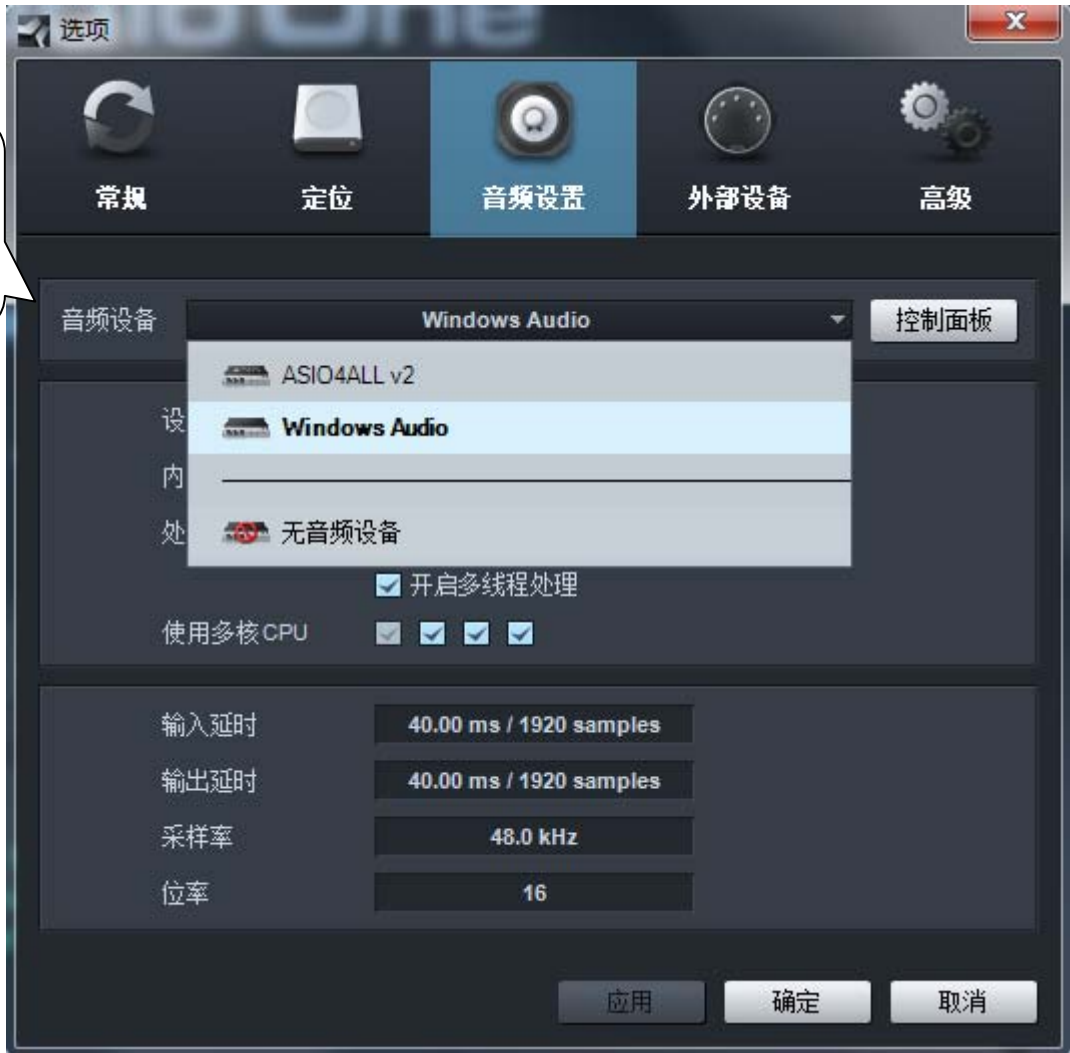 选项
常规
定位
音频设置
外部设备
高级
音频设备
Windows Audio
控制面板
ASIO4ALL v2
Windows Audio
无音频设备
设
内
处
开启多线程处理
使用多核CPU
输入延时
40.00 ms / 1920 samples
输出延时
40.00 ms / 1920 samples
采样率
48.0 kHz
位率
16
应用
确定
取消